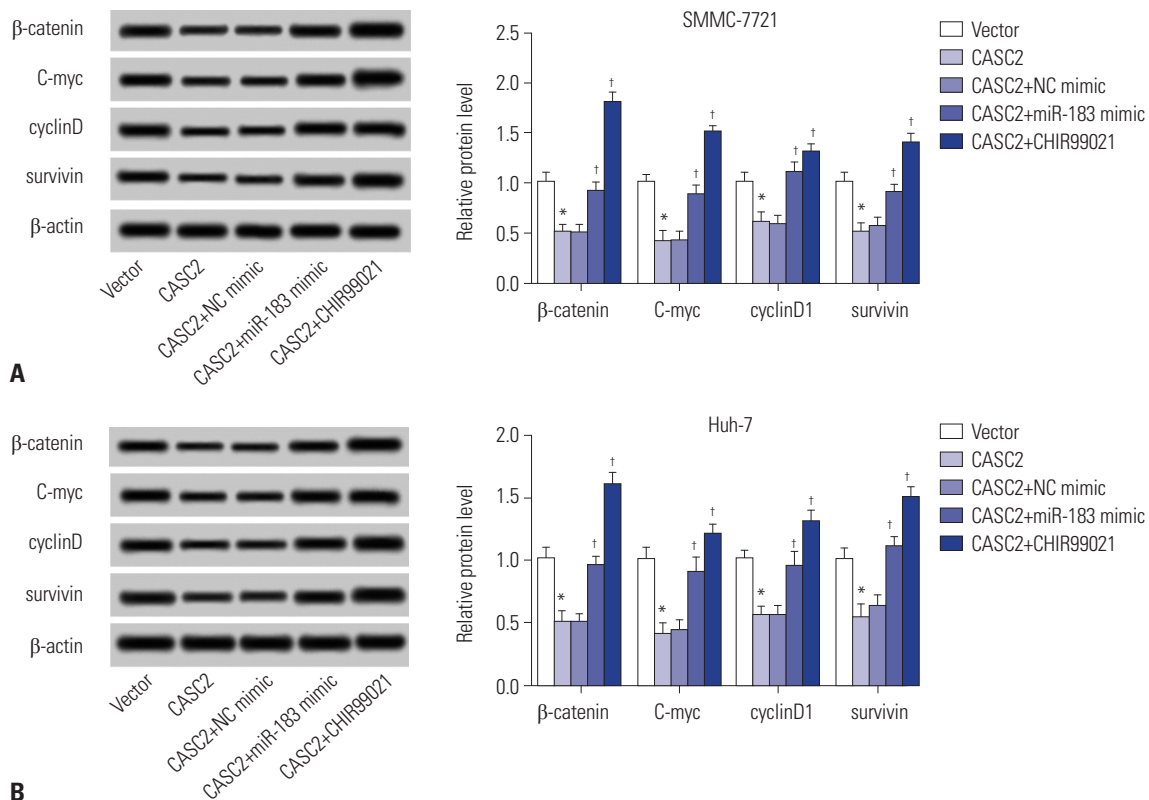 β-catenin
C-myc
cyclinD
survivin
β-actin
Vector
CASC2
CASC2+NC mimic
CASC2+miR-183 mimic
CASC2+CHIR99021
A
SMMC-7721
Relative protein level
2.5
2.0
1.5
1.0
0.5
0.0
* † †
* † †
* † †
* † †
β-catenin
C-myc
cyclinD1
survivin
Vector
CASC2
CASC2+NC mimic
CASC2+miR-183 mimic
CASC2+CHIR99021
β-catenin
C-myc
cyclinD
survivin
β-actin
Vector
CASC2
CASC2+NC mimic
CASC2+miR-183 mimic
CASC2+CHIR99021
B
Huh-7
Relative protein level
2.0
1.5
1.0
0.5
0.0
* † †
* † †
* † †
* † †
β-catenin
C-myc
cyclinD1
survivin
Vector
CASC2
CASC2+NC mimic
CASC2+miR-183 mimic
CASC2+CHIR99021